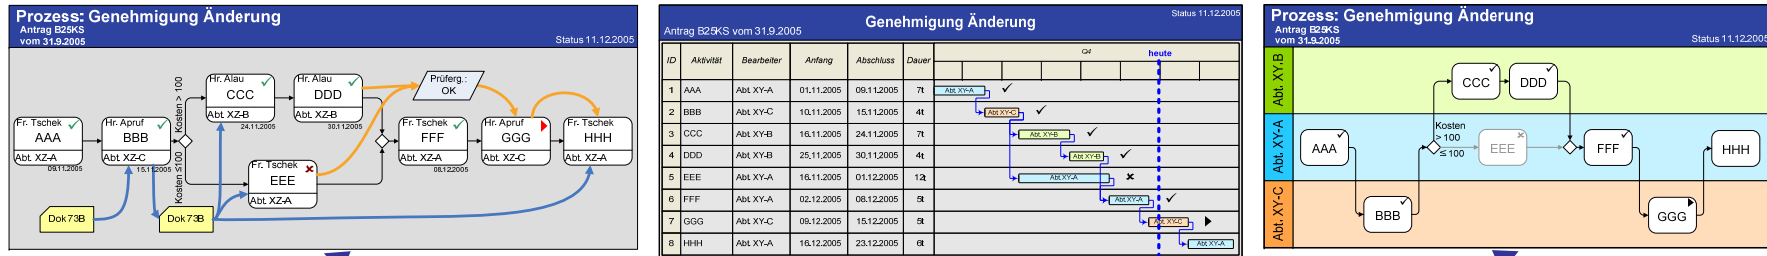 Prozess: Genehmigung Änderung
Antrag B25KS
vom 31.9.2005
Status 11.12.2005
Hr. Alau
CCC
Abt. XZ-B
24.11.2005
Hr. Alau
DDD
Abt. XZ-B
30.11.2005
Prüferg.:
OK
Kosten > 100
Kosten ≤100
Fr. Tschek
AAA
Abt. XZ-A
09.11.2005
Hr. Apruf
BBB
Abt. XZ-C
15.11.2005
Fr. Tschek
EEE
Abt. XZ-A
Fr. Tschek
FFF
Abt. XZ-A
08.12.2005
Hr. Apruf
GGG
Abt. XZ-C
Fr. Tschek
HHH
Abt. XZ-A
Dok73B
Dok73B
Status 11.12.2005
Genehmigung Änderung
Antrag B25KS vom 31.9.2005
ID Aktivität Bearbeiter Anfang Abschluss Dauer Q4 heute
1 AAA Abt. XY-A 01.11.2005 09.11.2005 7t Abt. XY-A
2 BBB Abt. XY-C 10.11.2005 15.11.2005 4t Abt. XY-C
3 CCC Abt. XY-B 16.11.2005 24.11.2005 7t Abt. XY-B
4 DDD Abt. XY-B 25.11.2005 30.11.2005 4t Abt. XY-B
5 EEE Abt. XY-A 16.11.2005 01.12.2005 12t Abt. XY-A
6 FFF Abt. XY-A 02.12.2005 08.12.2005 5t Abt. XY-A
7 GGG Abt. XY-C 09.12.2005 15.12.2005 5t Abt. XY-C
8 HHH Abt. XY-A 16.12.2005 23.12.2005 6t Abt. XY-A
Prozess: Genehmigung Änderung
Antrag B25KS
vom 31.9.2005
Status 11.12.2005
Abt. XY.B
CCC
DDD
Abt. XY-A
AAA
Kosten
> 100
≤ 100
EEE
FFF
HHH
Abt. XY-C
BBB
GGG